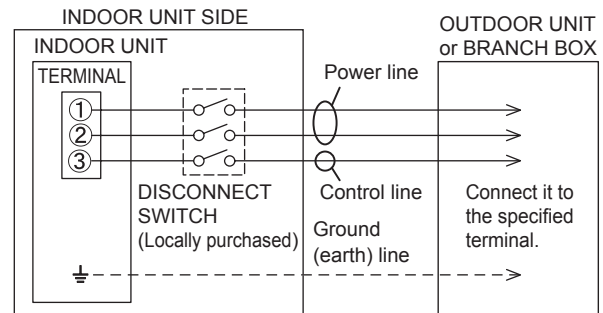 INDOOR UNIT SIDE
INDOOR UNIT
TERMINAL
OUTDOOR UNIT
or BRANCH BOX
Power line
①
②
③
DISCONNECT
SWITCH
(Locally purchased)
Control line
Ground
(earth) line
Connect it to
the specified
terminal.